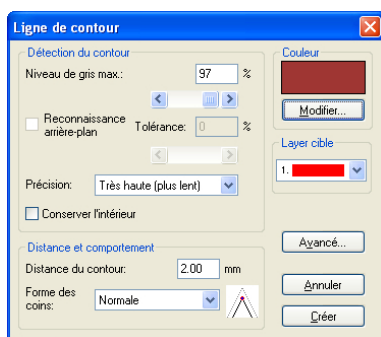 Ligne de contour
Détection du contour
Niveau de gris max.: 97 %
Reconnaissance
arrière-plan
Tolérance: 0 %
Précision: Très haute (plus lent)
Conserver l'intérieur
Distance et comportement
Distance du contour: 2.00 mm
Forme des
coins:
Normale
Couleur
Modifier...
Layer cible
1.
Avancé...
Annuler
Créer